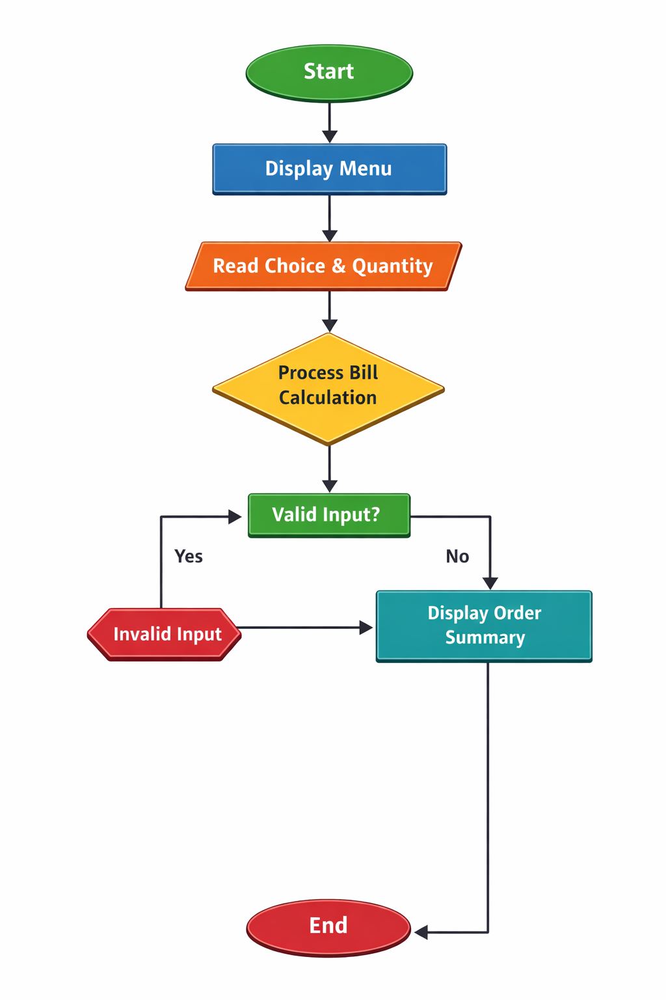 Start
Display Menu
Read Choice & Quantity
Process Bill
Calculation
Valid Input?
Yes
No
Display Order
Summary
Invalid Input
End